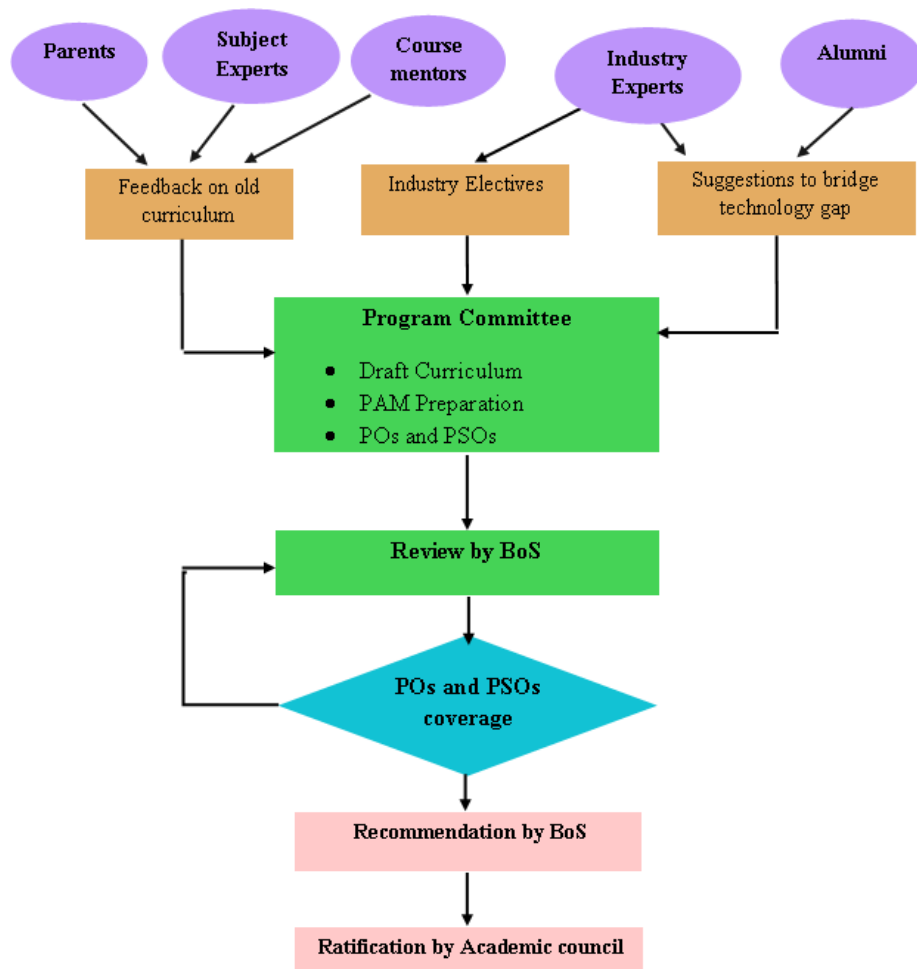 Parents
Subject
Experts
Course
mentors
Industry
Experts
Alumni
Feedback on old
curriculum
Industry Electives
Suggestions to bridge
technology gap
Program Committee
• Draft Curriculum
• PAM Preparation
• POs and PSOs
Review by BoS
POs and PSOs
coverage
Recommendation by BoS
Ratification by Academic council